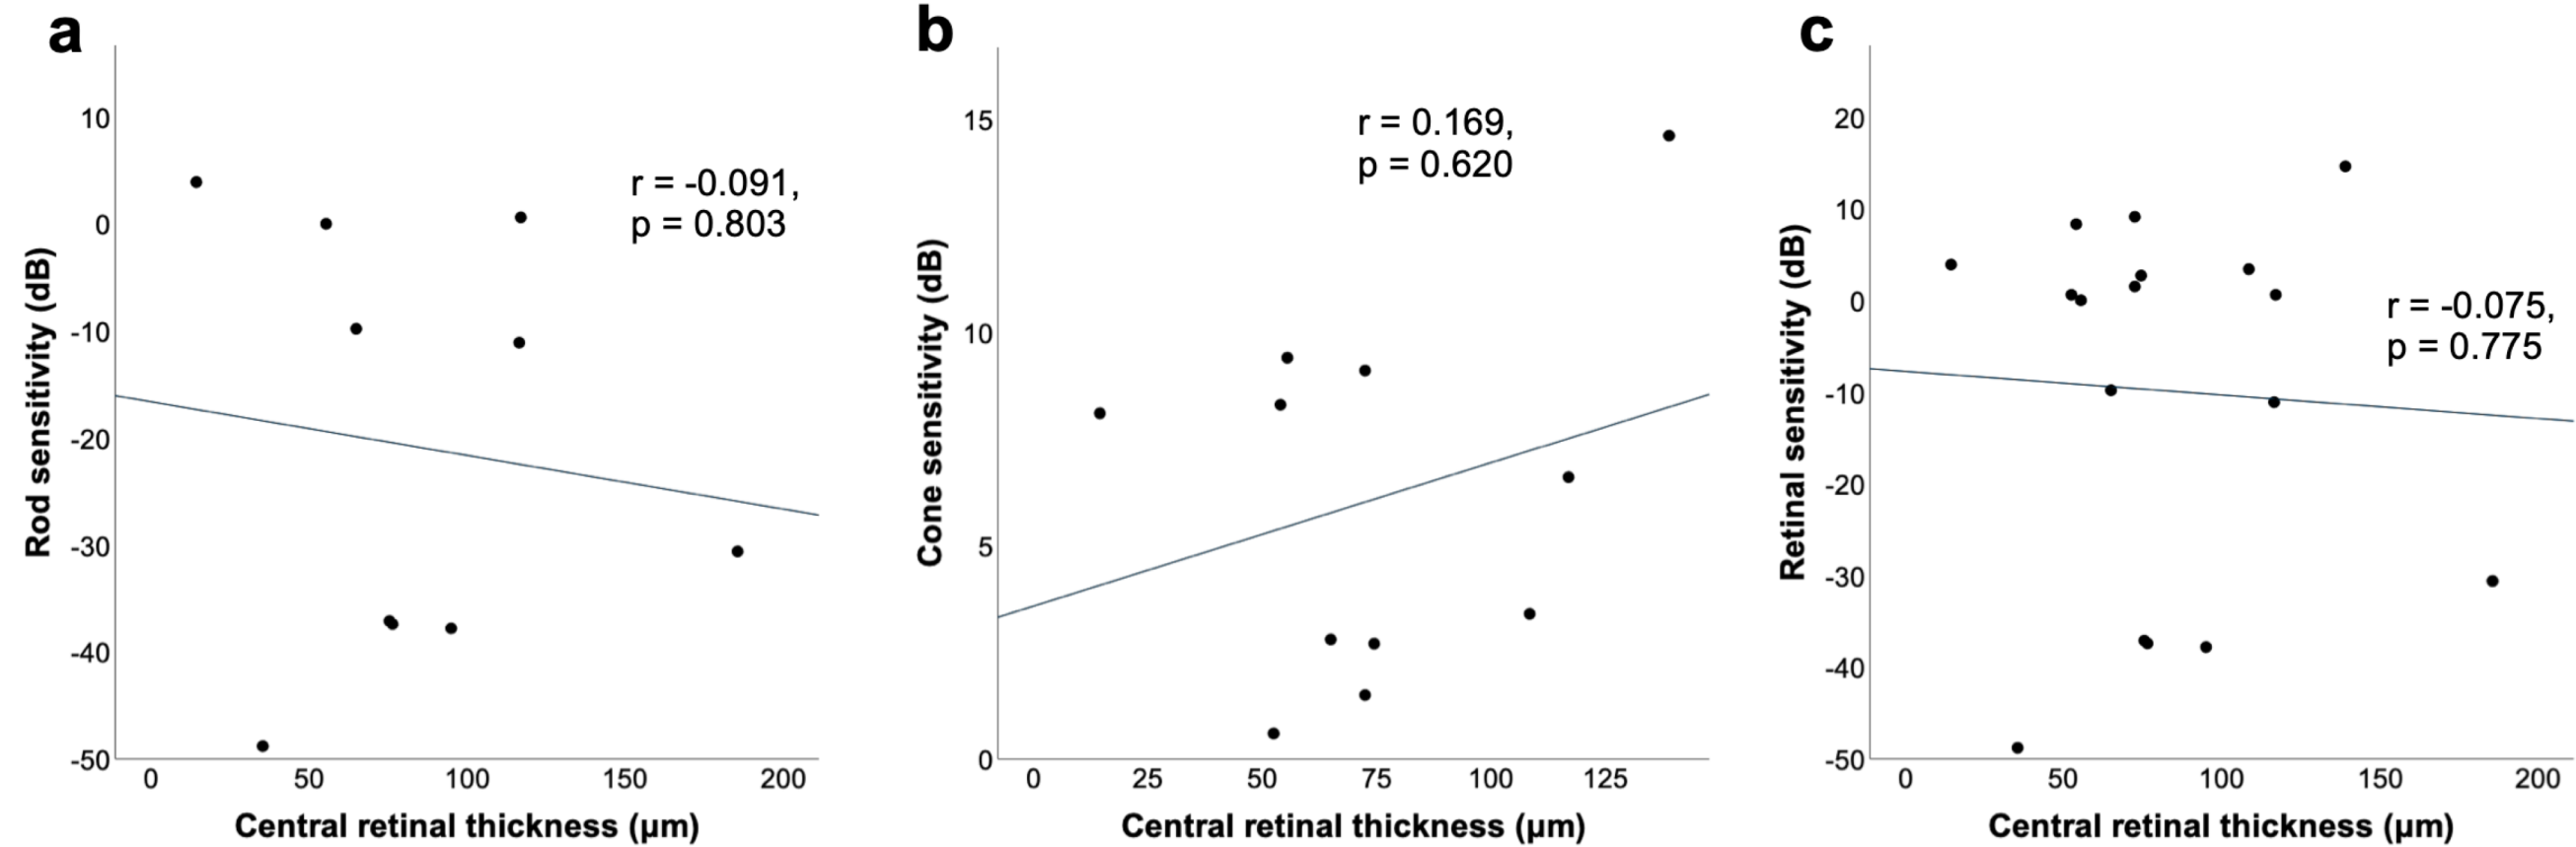 a
10
0
-10
-20
-30
-40
-50
Rod sensitivity (dB)
r = -0.091,
p = 0.803
0 50 100 150 200
Central retinal thickness (µm)
b
15
10
5
0
Cone sensitivity (dB)
r = 0.169,
p = 0.620
0 25 50 75 100 125
Central retinal thickness (µm)
c
20
10
0
-10
-20
-30
-40
-50
Retinal sensitivity (dB)
r = -0.075,
p = 0.775
0 50 100 150 200
Central retinal thickness (µm)